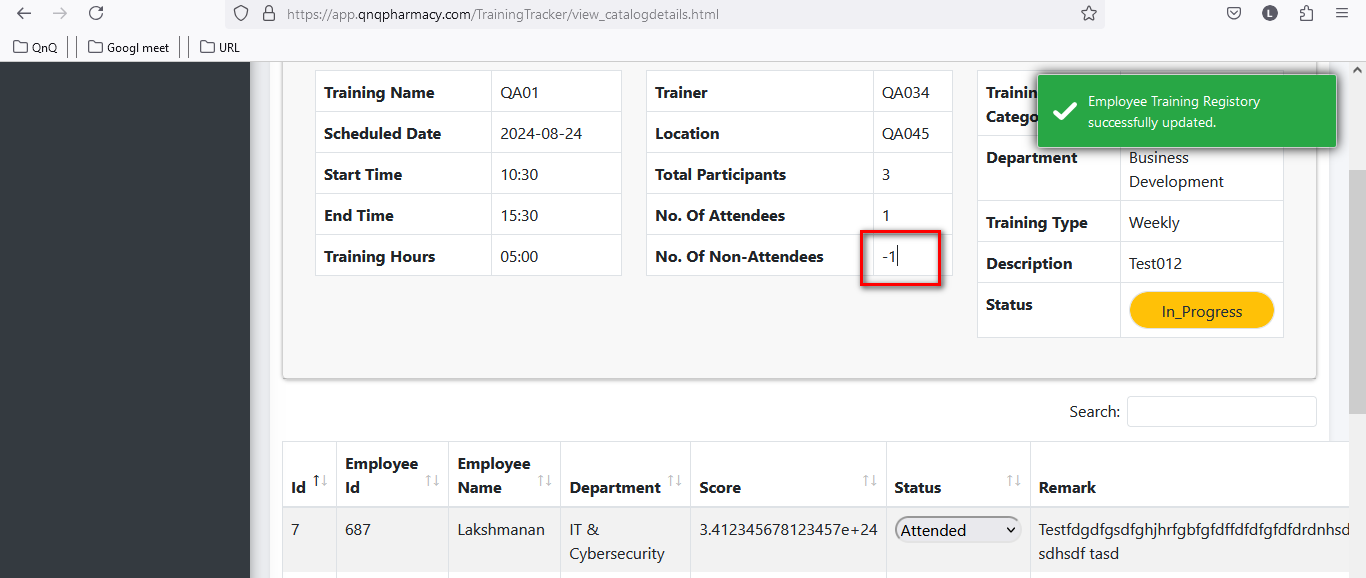 https://app.qnqpharmacy.com/TrainingTracker/view_catalogdetails.html
L
QnQ
Googl meet
URL
Training Name QA01
Scheduled Date 2024-08-24
Start Time 10:30
End Time 15:30
Training Hours 05:00
Trainer QA034
Location QA045
Total Participants 3
No. Of Attendees 1
No. Of Non-Attendees -1
Employee Training Registory
successfully updated.
Department Business
Development
Training Type Weekly
Description Test012
Status In_Progress
Search:
Id
Employee
Id
Employee
Name
Department
Score
Status
Remark
7 687 Lakshmanan IT & 3.412345678123457e+24 Attended
Cybersecurity
sdhsdf tasd